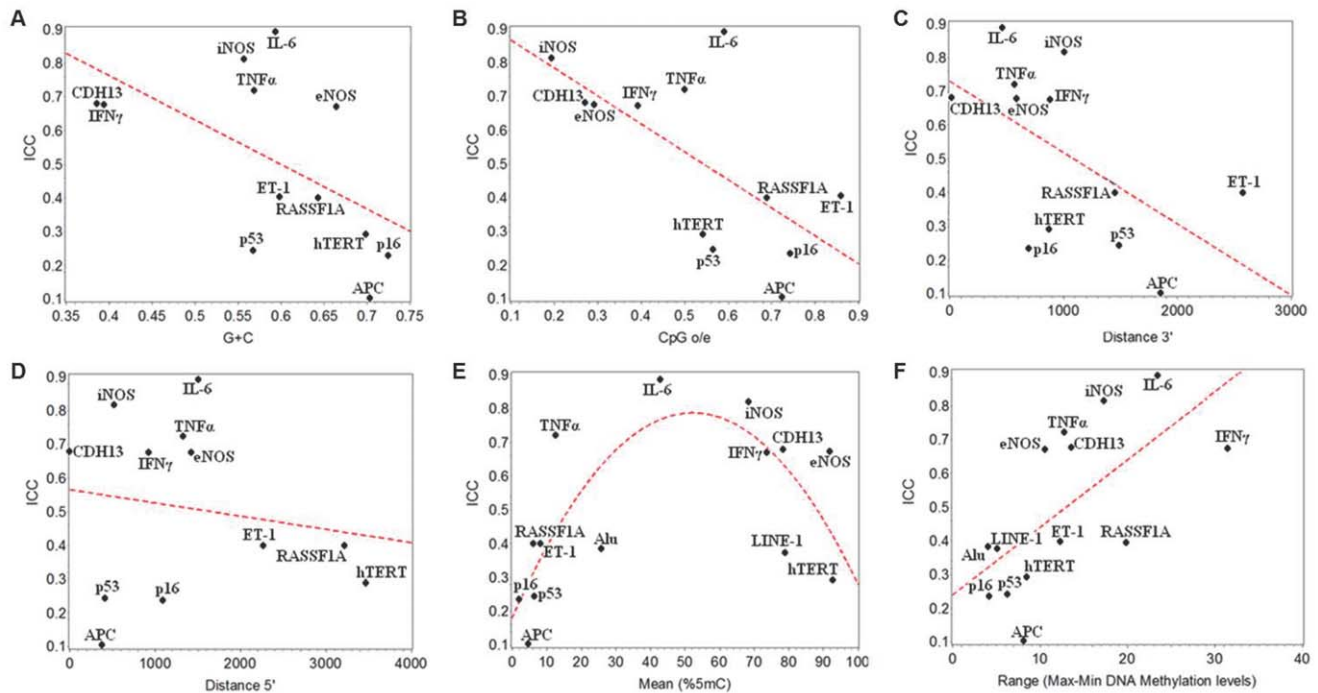 A
B
C
0.9
0.8
0.7
0.6
0.5
0.4
0.3
0.2
0.1
ICC
iNOS
IL-6
TNFα
eNOS
CDH13
IFNγ
ET-1
RASSF1A
p53
hTERT
p16
APC
0.35 0.4 0.45 0.5 0.55 0.6 0.65 0.7 0.75
G+C
0.9
0.8
0.7
0.6
0.5
0.4
0.3
0.2
0.1
ICC
iNOS
IL-6
TNFα
CDH13
IFNγ
eNOS
RASSF1A
ET-1
hTERT
p53
p16
APC
0.1 0.2 0.3 0.4 0.5 0.6 0.7 0.8 0.9
CpG o/e
0.9
0.8
0.7
0.6
0.5
0.4
0.3
0.2
0.1
ICC
IL-6
iNOS
TNFα
IFNγ
CDH13 eNOS
ET-1
RASSF1A
hTERT
p53
p16
APC
0 1000 2000 3000
Distance 3'
D
E
F
0.9
0.8
0.7
0.6
0.5
0.4
0.3
0.2
0.1
ICC
iNOS
IL-6
TNFα
CDH13
IFNγ
eNOS
ET-1
RASSF1A
hTERT
p53
p16
APC
0 1000 2000 3000 4000
Distance 5'
0.9
0.8
0.7
0.6
0.5
0.4
0.3
0.2
0.1
ICC
IL-6
iNOS
TNFα
CDH13
IFNγ
eNOS
RASSF1A
Alu
ET-1
LINE-1
hTERT
p16
p53
APC
0 10 20 30 40 50 60 70 80 90 100
Mean (%5mC)
0.9
0.8
0.7
0.6
0.5
0.4
0.3
0.2
0.1
ICC
IL-6
iNOS
TNFα
eNOS
CDH13
IFNγ
LINE-1
ET-1
RASSF1A
Alu
hTERT
p16
p53
APC
0 10 20 30 40
Range (Max-Min DNA Methylation levels)